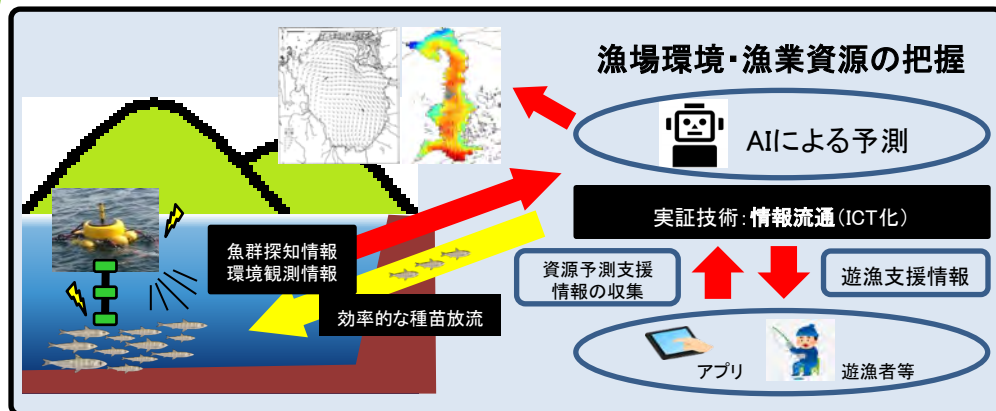 漁場環境・漁業資源の把握
AIによる予測
実証技術：情報流通（ICT化）
魚群探知情報
環境観測情報
効率的な種苗放流
資源予測支援
情報の収集
遊漁支援情報
アプリ
遊漁者等